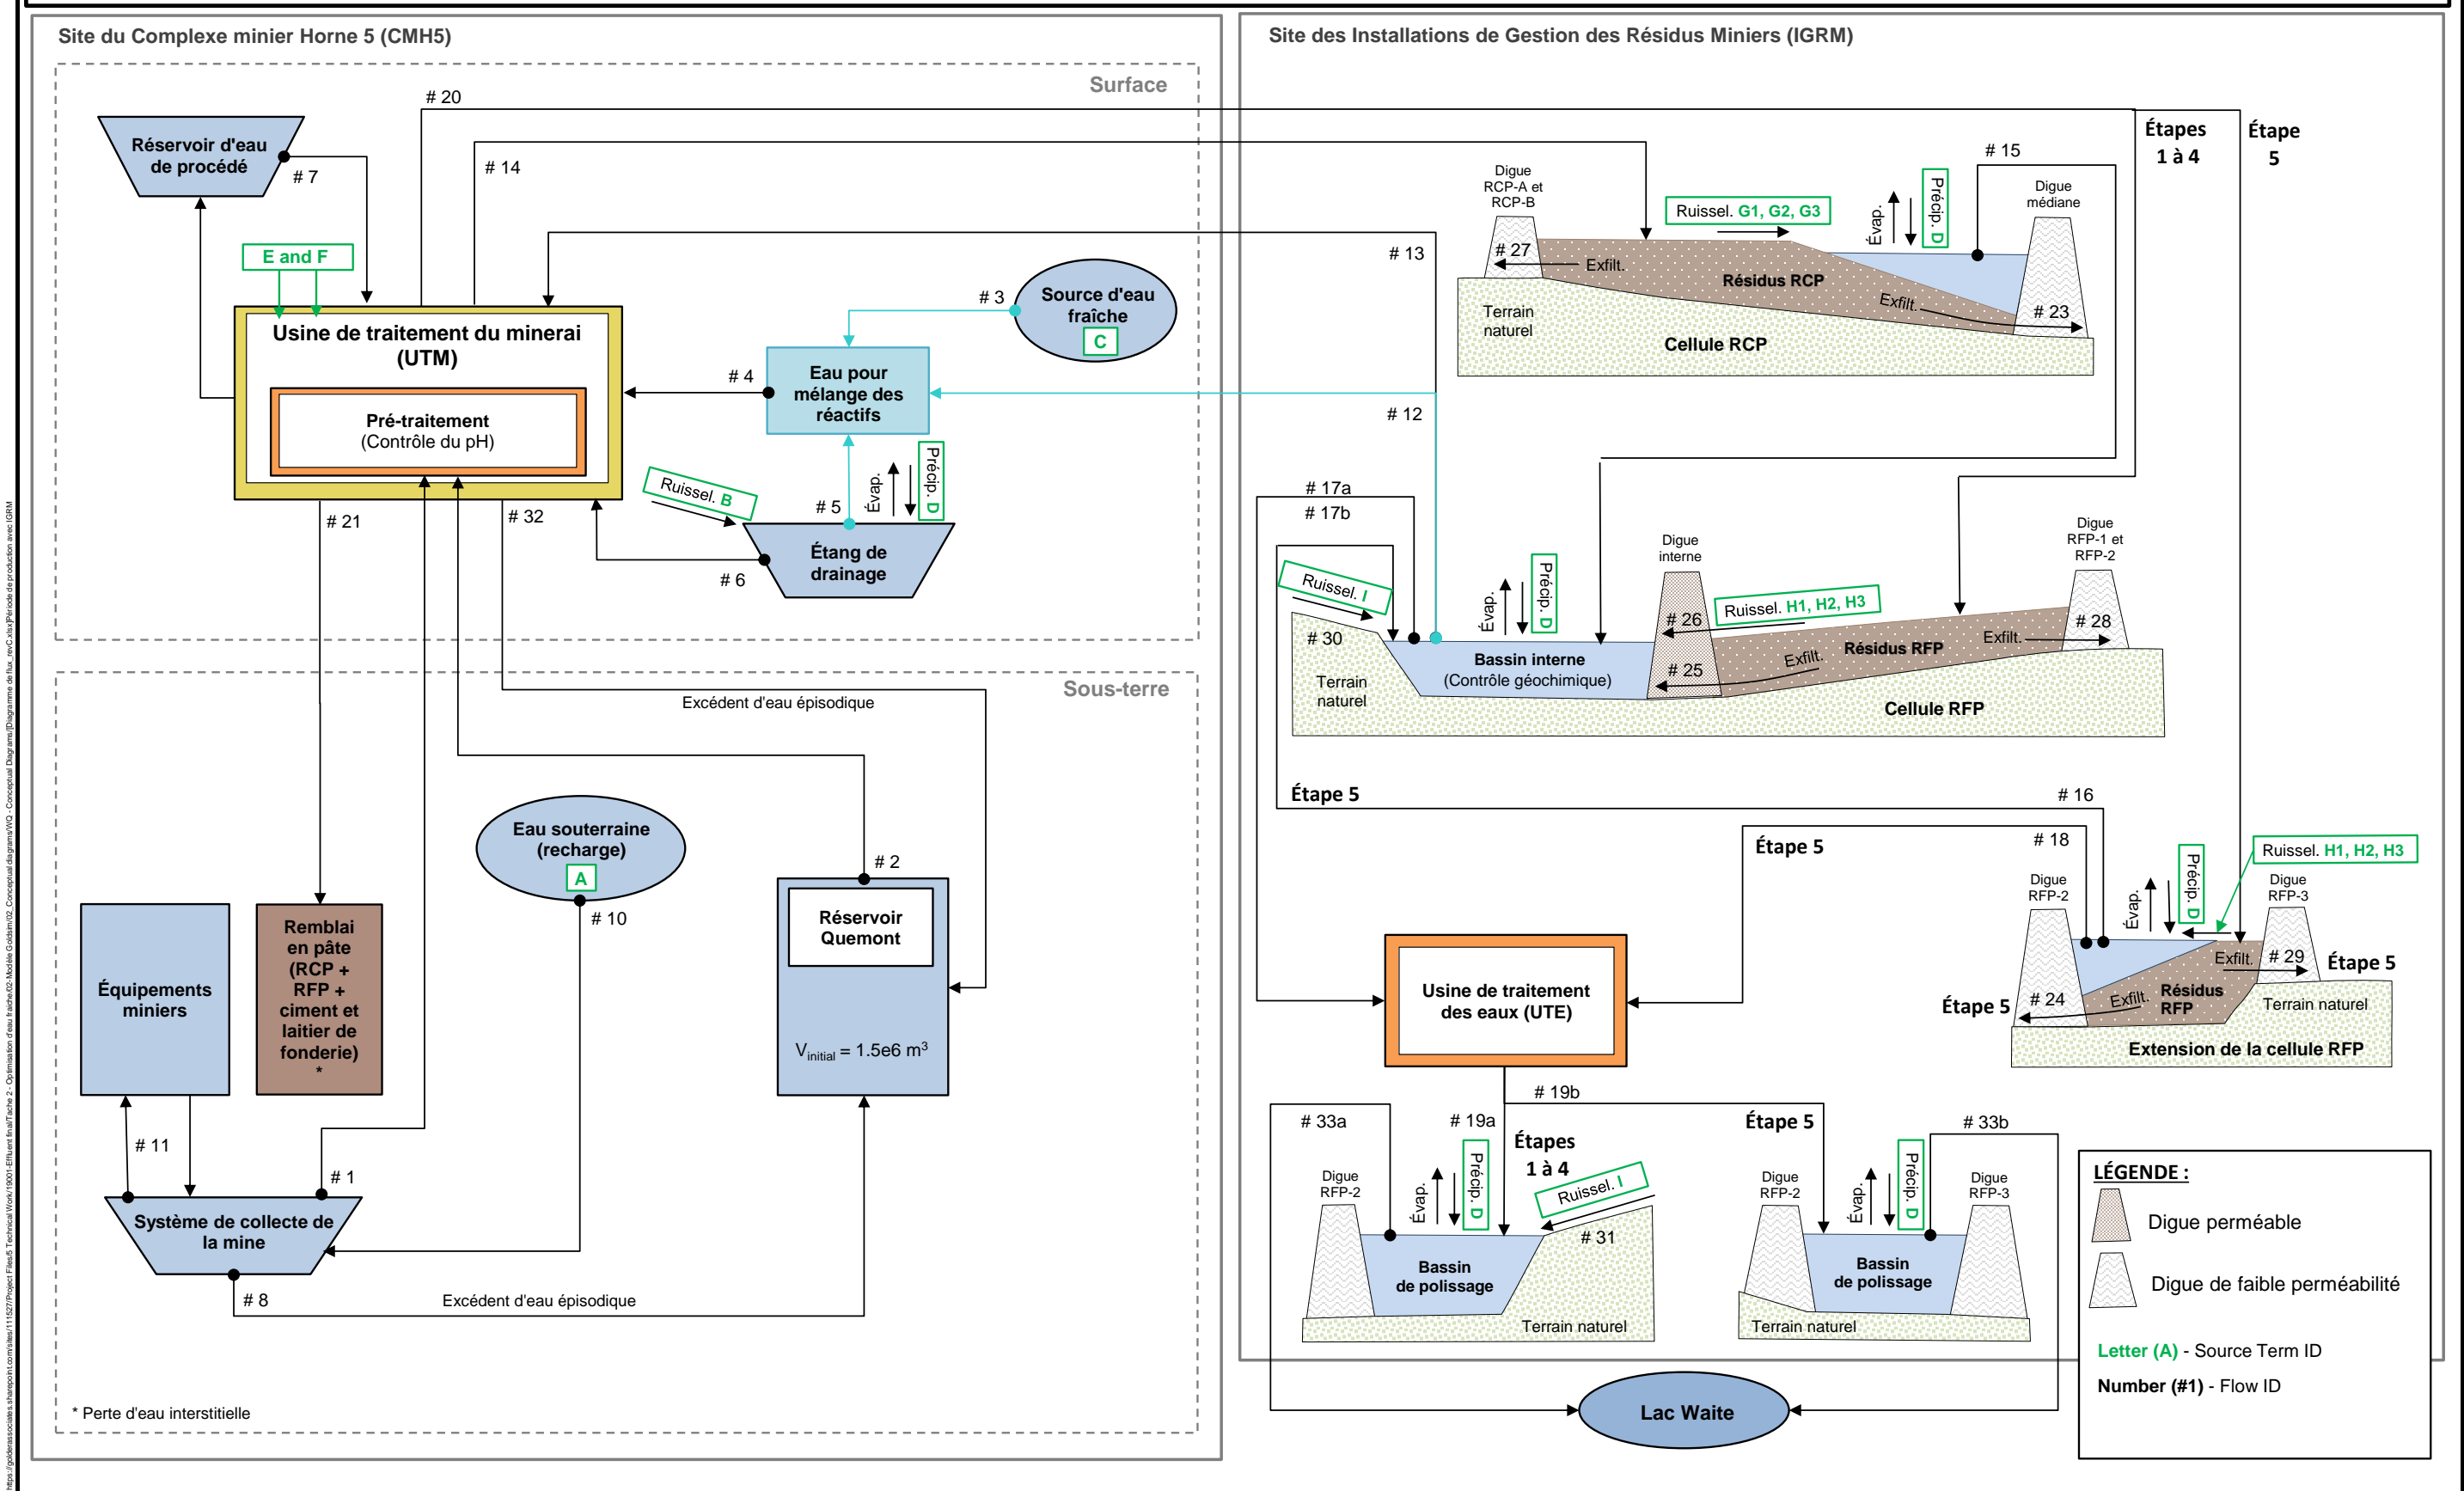 Site du Complexe minier Horne 5 (CMH5)
Surface
# 20
Réservoir d'eau
de procédé
# 7
# 14
E and F
Usine de traitement du minerai
(UTM)
Pré-traitement
(Contrôle du pH)
# 13
# 3
Source d'eau
fraîche
C
# 4
Eau pour
mélange des
réactifs
# 12
Ruissel. B
# 5
Évap.
Précip. D
Étang de
drainage
# 6
# 21
# 32
Sous-terre
Excédent d'eau épisodique
Eau souterraine
(recharge)
A
# 10
# 2
Réservoir
Quemont
V initial = 1.5e6 m³
Équipements
miniers
Remblai
en pâte
(RCP +
RFP +
ciment et
laitier de
fonderie)
*
# 11
# 1
Système de collecte de
la mine
# 8
Excédent d'eau épisodique
* Perte d'eau interstitielle
Site des Installations de Gestion des Résidus Miniers (IGRM)
Étapes
1 à 4
Étape
5
# 15
Digue
RCP-A et
RCP-B
Ruissel. G1, G2, G3
Évap.
Précip. D
Digue
médiane
# 27
Exfilt.
Résidus RCP
Exfilt.
# 23
Terrain
naturel
Cellule RCP
# 17a
# 17b
Ruissel. I
# 30
Évap.
Précip. D
Digue
interne
Digue
RFP-1 et
RFP-2
# 26
Ruissel. H1, H2, H3
# 28
Exfilt.
Résidus RFP
Bassin interne
(Contrôle géochimique)
# 25
Exfilt.
Terrain
naturel
Cellule RFP
Étape 5
# 16
Étape 5
# 18
Ruissel. H1, H2, H3
Digue
RFP-2
Évap.
Précip. D
Digue
RFP-3
Exfilt.
# 29
Étape 5
Étape 5
# 24
Exfilt.
Résidus
RFP
Terrain naturel
Extension de la cellule RFP
Usine de traitement
des eaux (UTE)
# 19b
# 33a
# 19a
Étapes
1 à 4
Digue
RFP-2
Évap.
Précip. D
Ruissel. I
# 31
Bassin
de polissage
Terrain naturel
Étape 5
# 33b
Digue
RFP-2
Évap.
Précip. D
Digue
RFP-3
Bassin
de polissage
Terrain naturel
Lac Waite
LÉGENDE :
Digue perméable
Digue de faible perméabilité
Letter (A) - Source Term ID
Number (#1) - Flow ID